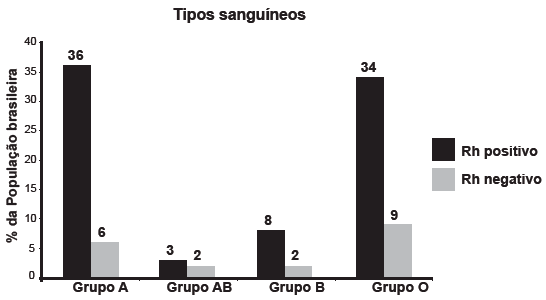 Tipos sanguíneos
% da População brasileira
40
35
30
25
20
15
10
5
0
36
6
3
2
8
2
34
9
Grupo A
Grupo AB
Grupo B
Grupo O
Rh positivo
Rh negativo